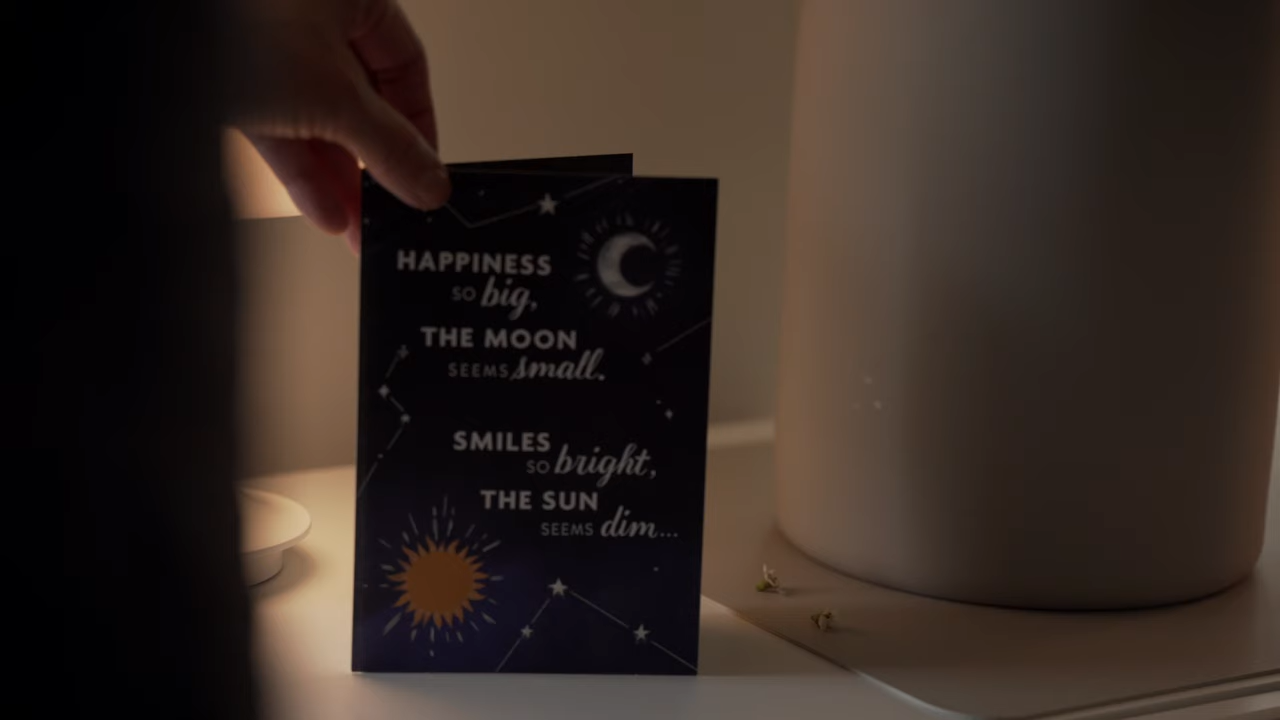 HAPPINESS
SO big,
THE MOON
SEEMS small.
SMILES
SO bright,
THE SUN
SEEMS dim...